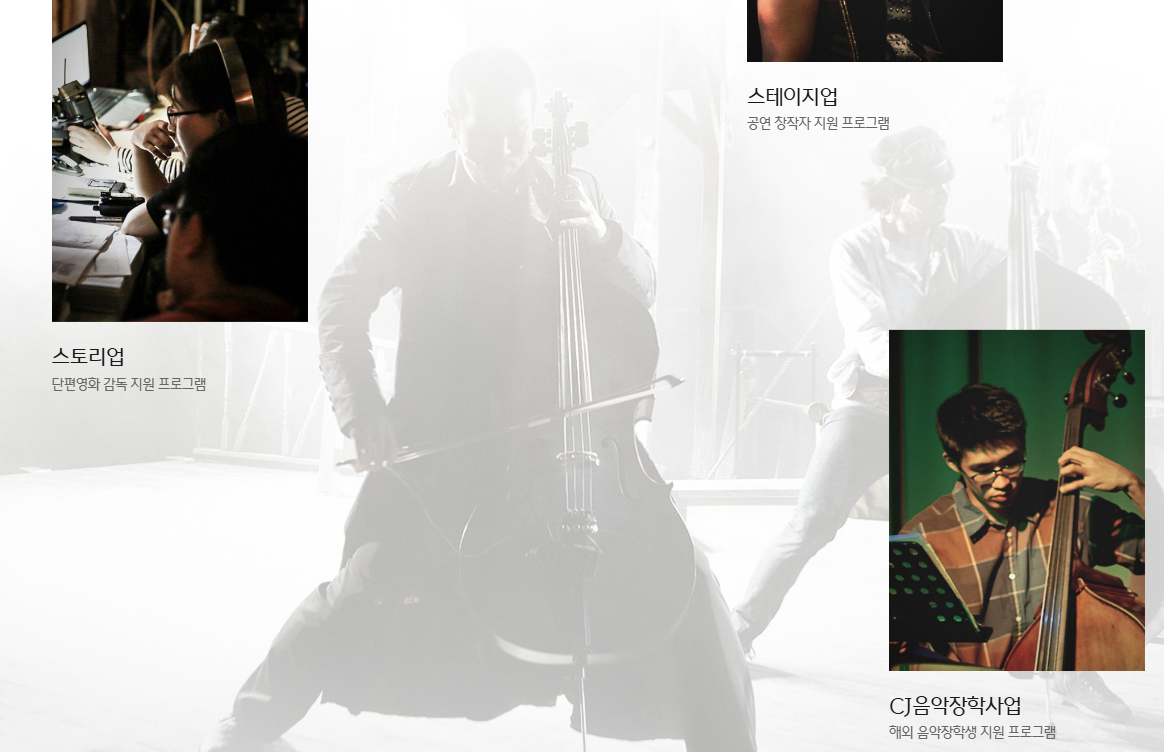 스테이지업
공연 창작자 지원 프로그램
스토리업
단편영화 감독 지원 프로그램
CJ음악장학사업
해외 음악장학생 지원 프로그램